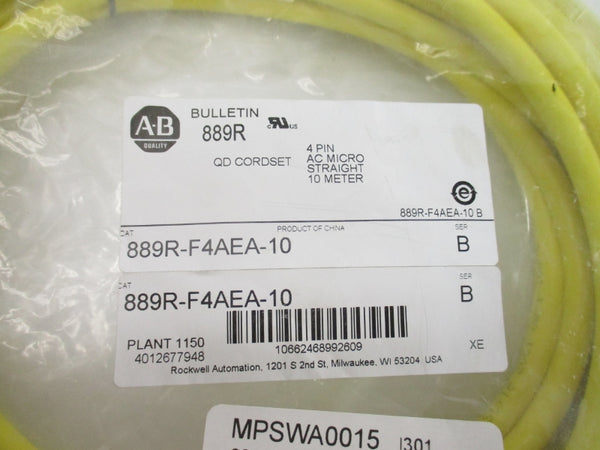 A-B
QUALITY
BULLETIN
889R
c RU US
QD CORDSET
4 PIN
AC MICRO
STRAIGHT
10 METER
e
889R-F4AEA-10 B
PRODUCT OF CHINA
CAT
889R-F4AEA-10
SER
B
CAT
889R-F4AEA-10
SER
B
PLANT 1150
4012677948
10662468992609
XE
Rockwell Automation, 1201 S 2nd St, Milwaukee, WI 53204 USA
MPSWA0015
I301